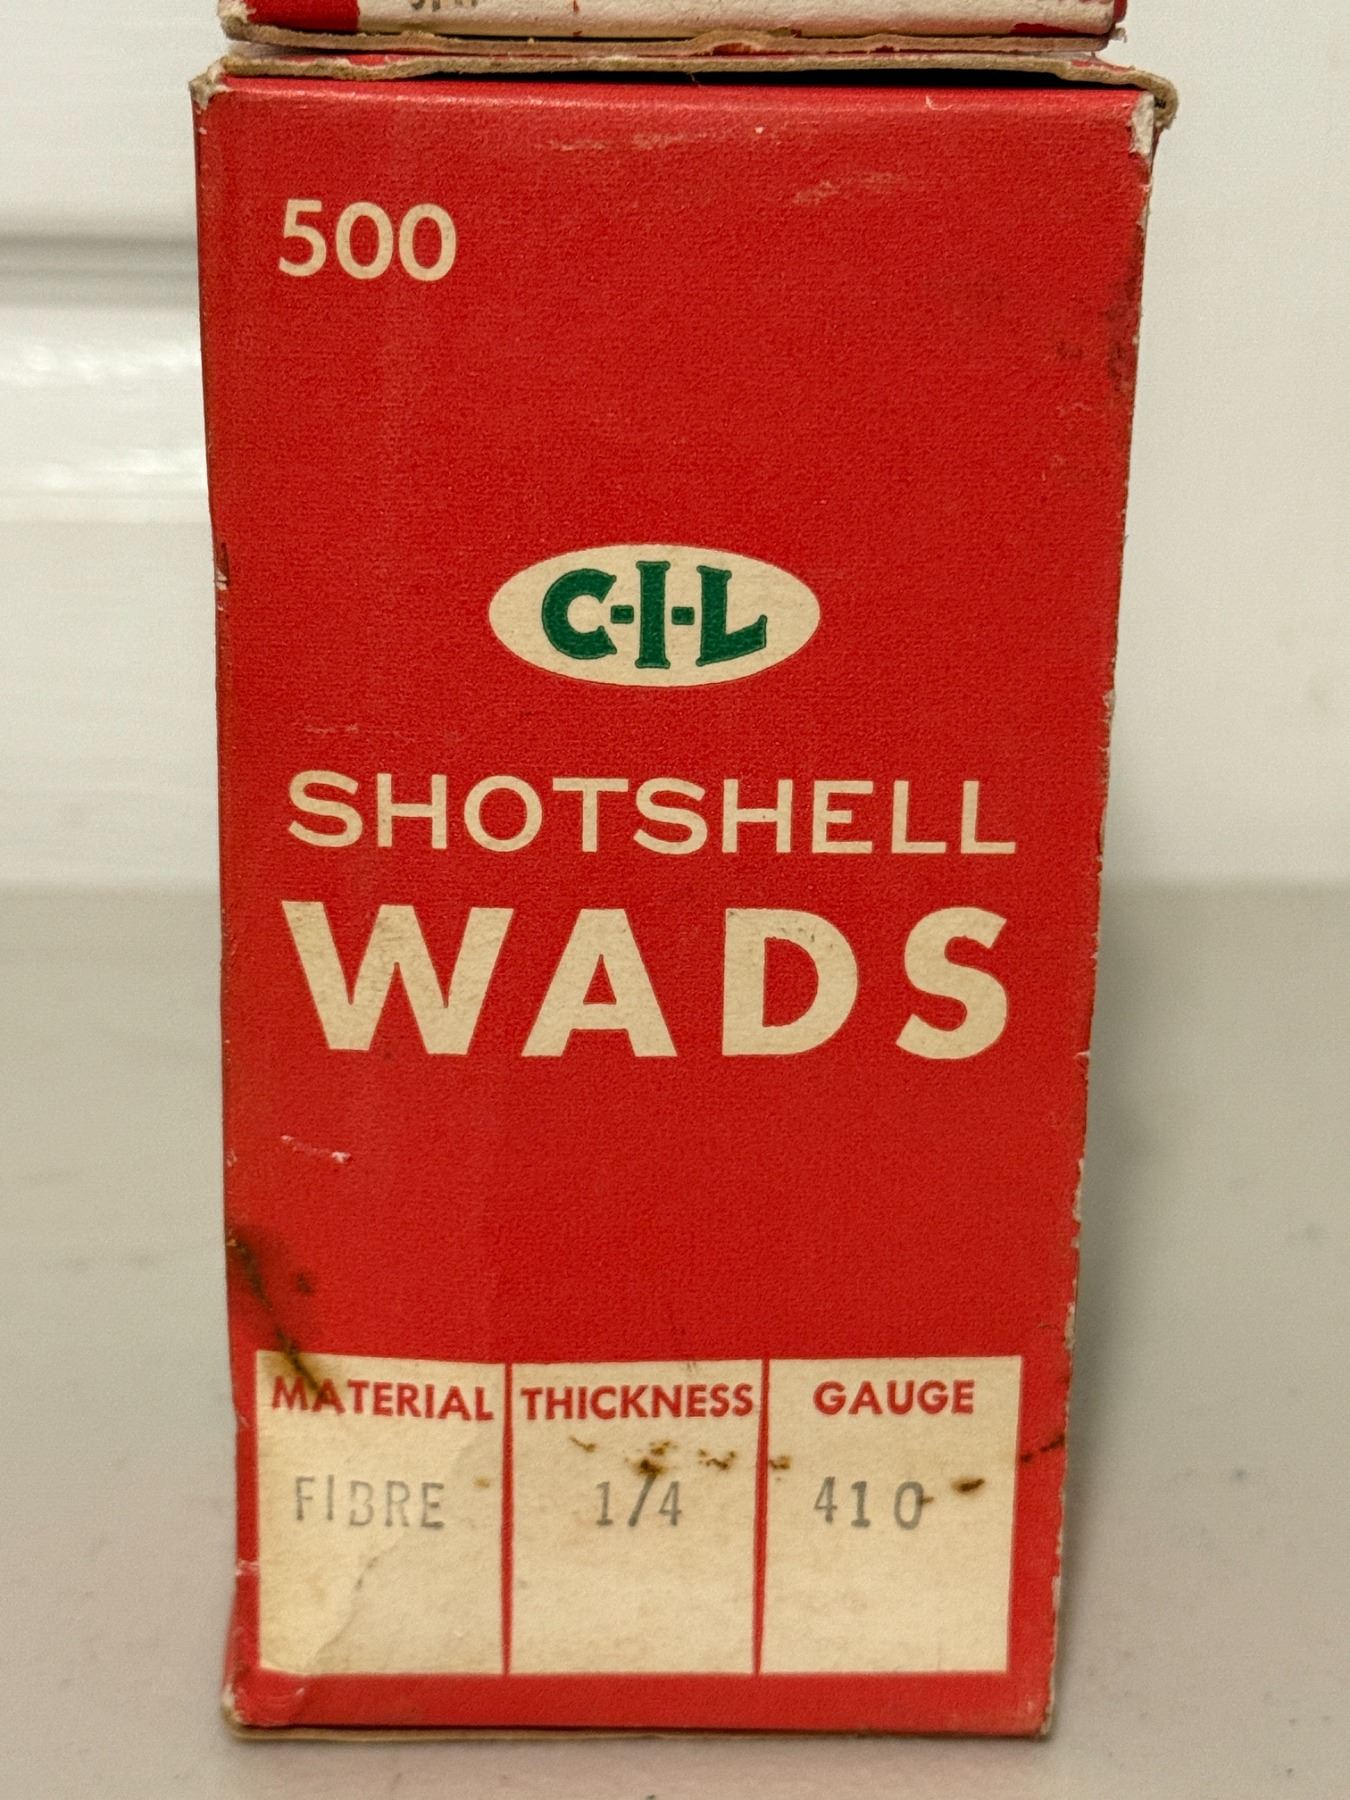 500
C-I-L
SHOTSHELL
WADS
MATERIAL THICKNESS GAUGE
FIBRE 1/4 410